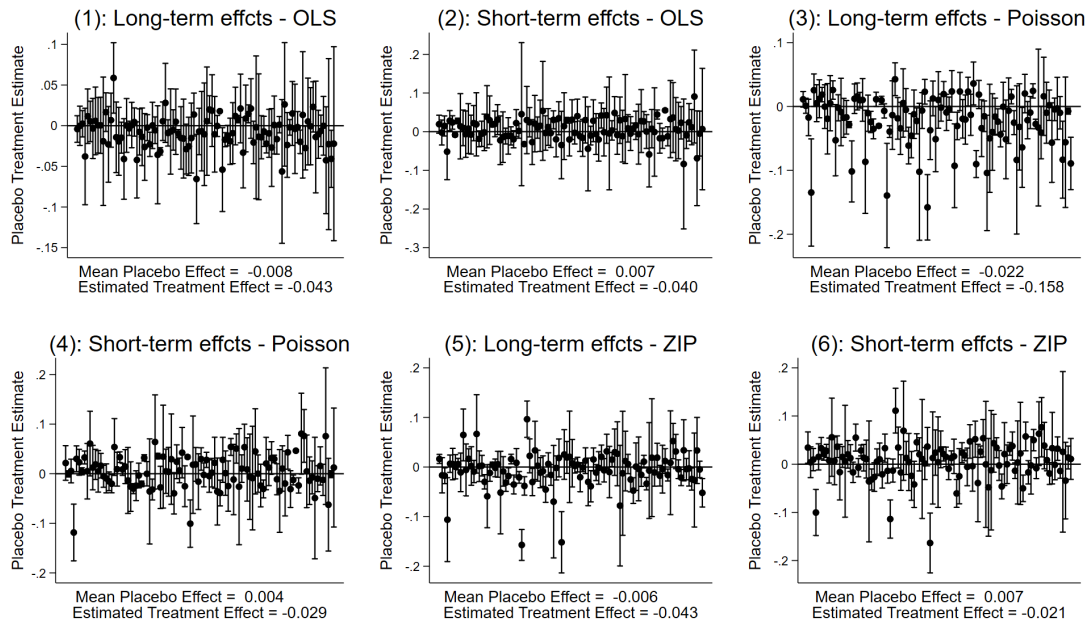 (1): Long-term effcts - OLS
Placebo Treatment Estimate
.1
.05
0
-.05
-.1
-.15
Mean Placebo Effect = -0.008
Estimated Treatment Effect = -0.043
(2): Short-term effcts - OLS
Placebo Treatment Estimate
.2
.1
0
-.1
-.2
-.3
Mean Placebo Effect = 0.007
Estimated Treatment Effect = -0.040
(3): Long-term effcts - Poisson
Placebo Treatment Estimate
.1
0
-.1
-.2
Mean Placebo Effect = -0.022
Estimated Treatment Effect = -0.158
(4): Short-term effcts - Poisson
Placebo Treatment Estimate
.2
.1
0
-.1
-.2
Mean Placebo Effect = 0.004
Estimated Treatment Effect = -0.029
(5): Long-term effcts - ZIP
Placebo Treatment Estimate
.2
.1
0
-.1
-.2
Mean Placebo Effect = -0.006
Estimated Treatment Effect = -0.043
(6): Short-term effcts - ZIP
Placebo Treatment Estimate
.2
.1
0
-.1
-.2
Mean Placebo Effect = 0.007
Estimated Treatment Effect = -0.021